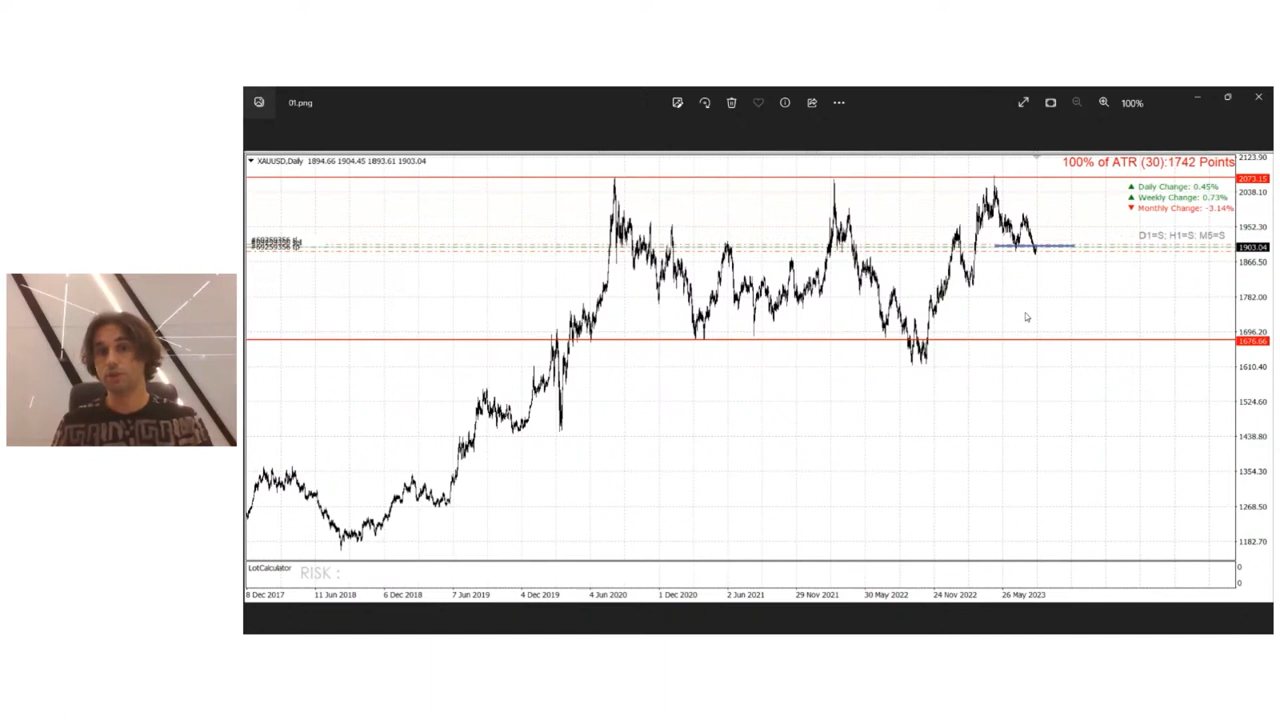 01.png
100%
XAUUSD,Daily 1894.66 1904.45 1893.61 1903.04
100% of ATR (30):1742 Points
Daily Change: 0.45%
Weekly Change: 0.73%
Monthly Change: -3.14%
D1=S; H1=S; M5=S
2123.90
2073.15
2038.10
1952.30
1903.04
1866.50
1782.00
1696.20
1676.66
1610.40
1524.60
1438.80
1354.30
1268.50
1182.70
LotCalculator
RISK :
0
0
8 Dec 2017
11 Jun 2018
6 Dec 2018
7 Jun 2019
4 Dec 2019
4 Jun 2020
1 Dec 2020
2 Jun 2021
29 Nov 2021
30 May 2022
24 Nov 2022
26 May 2023